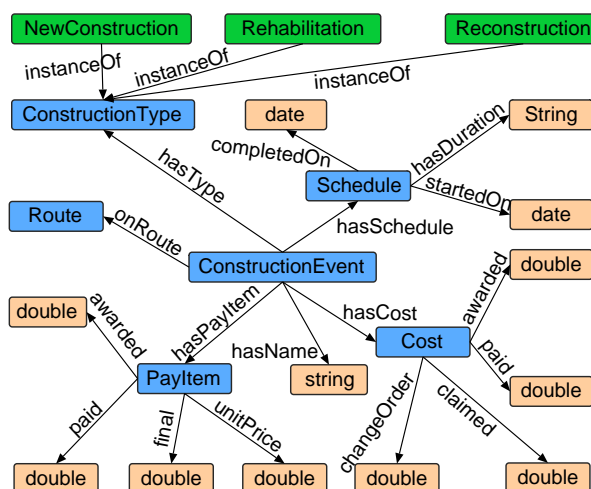 NewConstruction Rehabilitation Reconstruction
instanceOf instanceOf instanceOf
ConstructionType date String
completedOn hasDuration
hasType Schedule startedOn
Route onRoute hasSchedule date
ConstructionEvent double
double awarded hasPayItem hasCost awarded
hasName Cost
PayItem string paid double
paid final unitPrice changeOrder claimed
double double double double double